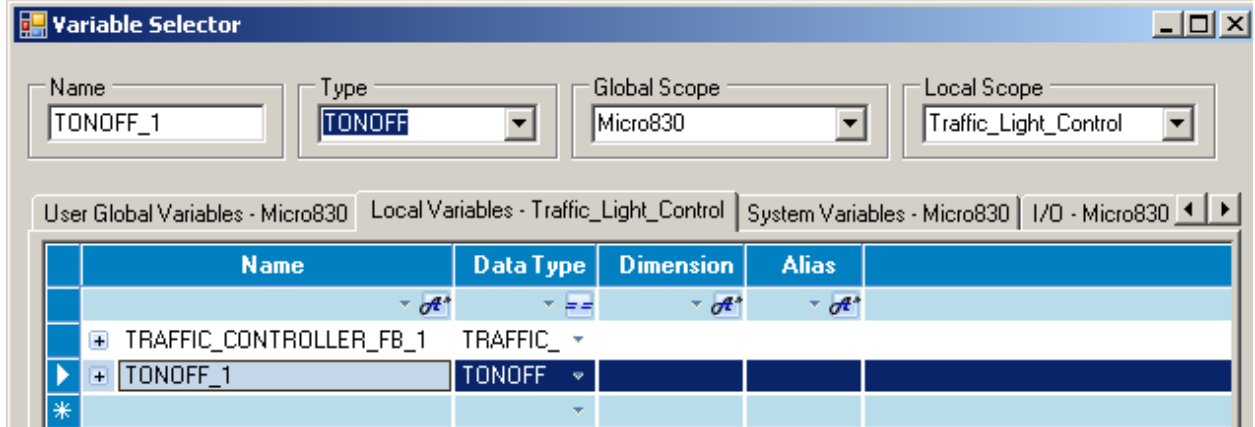 Variable Selector
Name Type Global Scope Local Scope
TONOFF_1 TONOFF Micro830 Traffic_Light_Control
User Global Variables - Micro830 Local Variables - Traffic_Light_Control System Variables - Micro830 I/O - Micro830
Name Data Type Dimension Alias
TRAFFIC_CONTROLLER_FB_1 TRAFFIC_
TONOFF_1 TONOFF